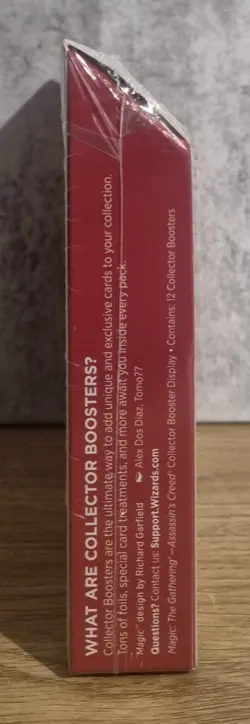 WHAT ARE COLLECTOR BOOSTERS?
Collector Boosters are the ultimate way to add unique and exclusive cards to your collection.
Tons of foils, special card treatments, and more await you inside every pack.
Magic™ design by Richard Garfield Alex Dos Diaz, Tomo77
Questions? Contact us: Support.Wizards.com
Magic: The Gathering®—Assassin's Creed® Collector Booster Display • Contains: 12 Collector Boosters